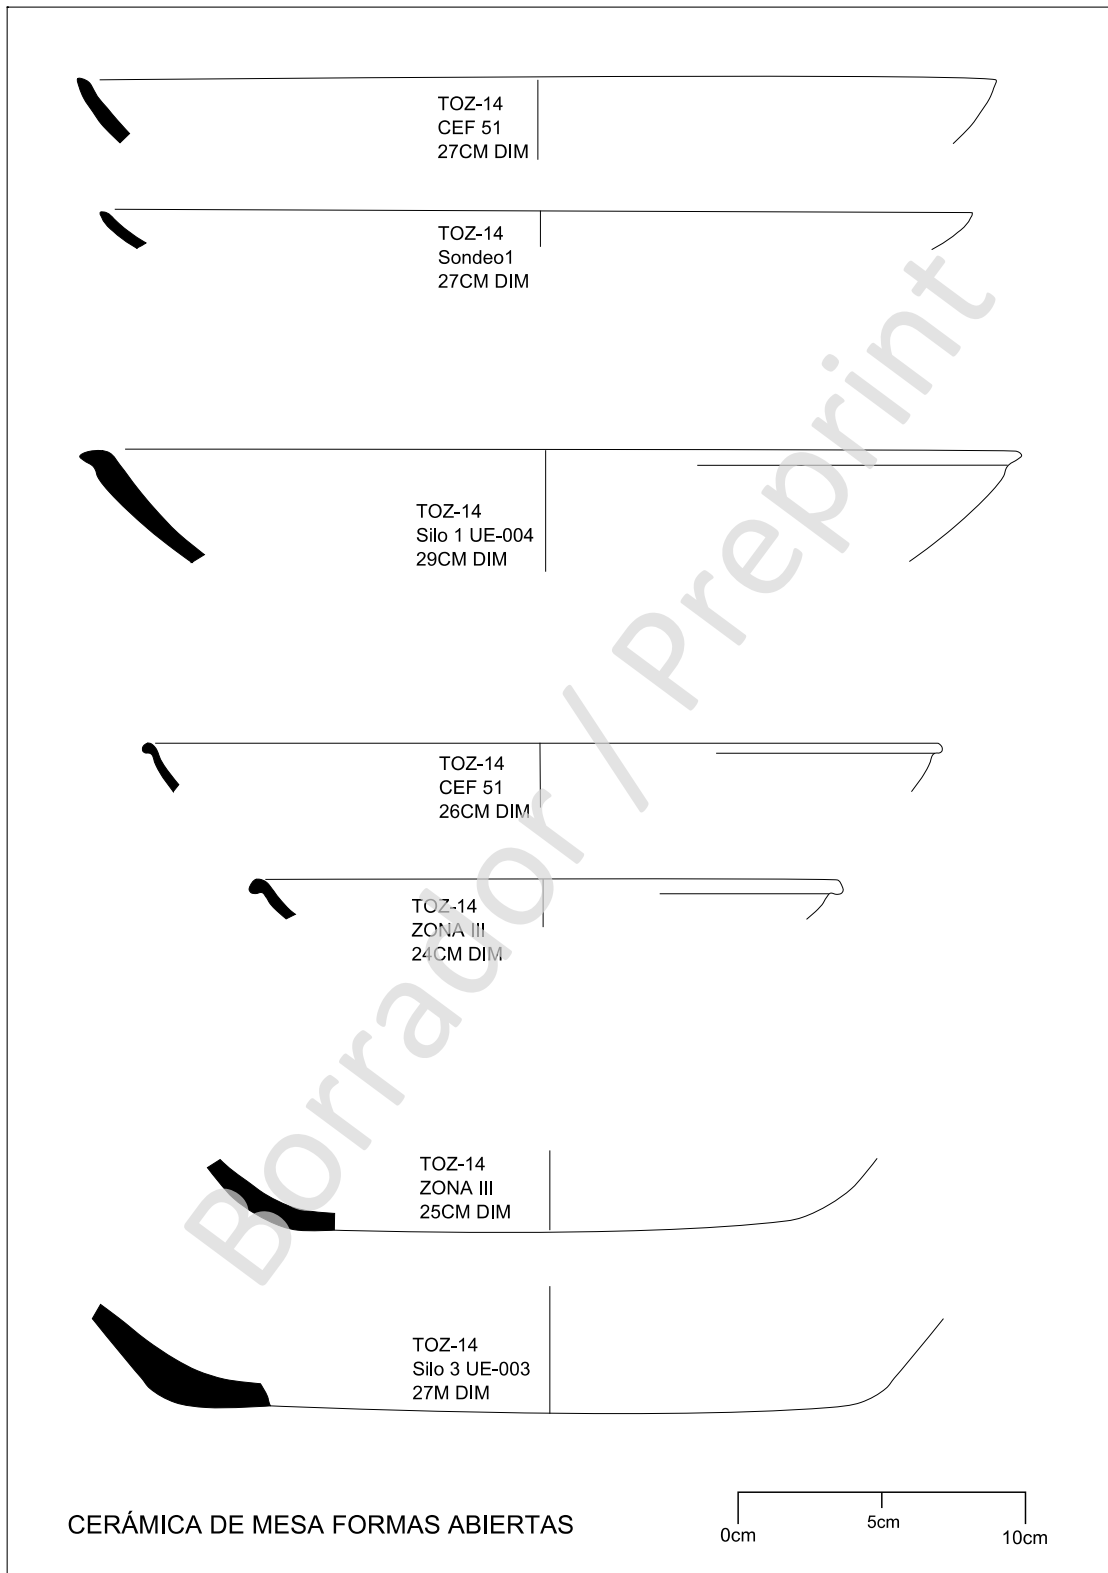 TOZ-14
CEF 51
27CM DIM
TOZ-14
Sondeo1
27CM DIM
TOZ-14
Silo 1 UE-004
29CM DIM
TOZ-14
CEF 51
26CM DIM
TOZ-14
ZONA III
24CM DIM
TOZ-14
ZONA III
25CM DIM
TOZ-14
Silo 3 UE-003
27M DIM
Borrador / Preprint
CERÁMICA DE MESA FORMAS ABIERTAS
0cm
5cm
10cm